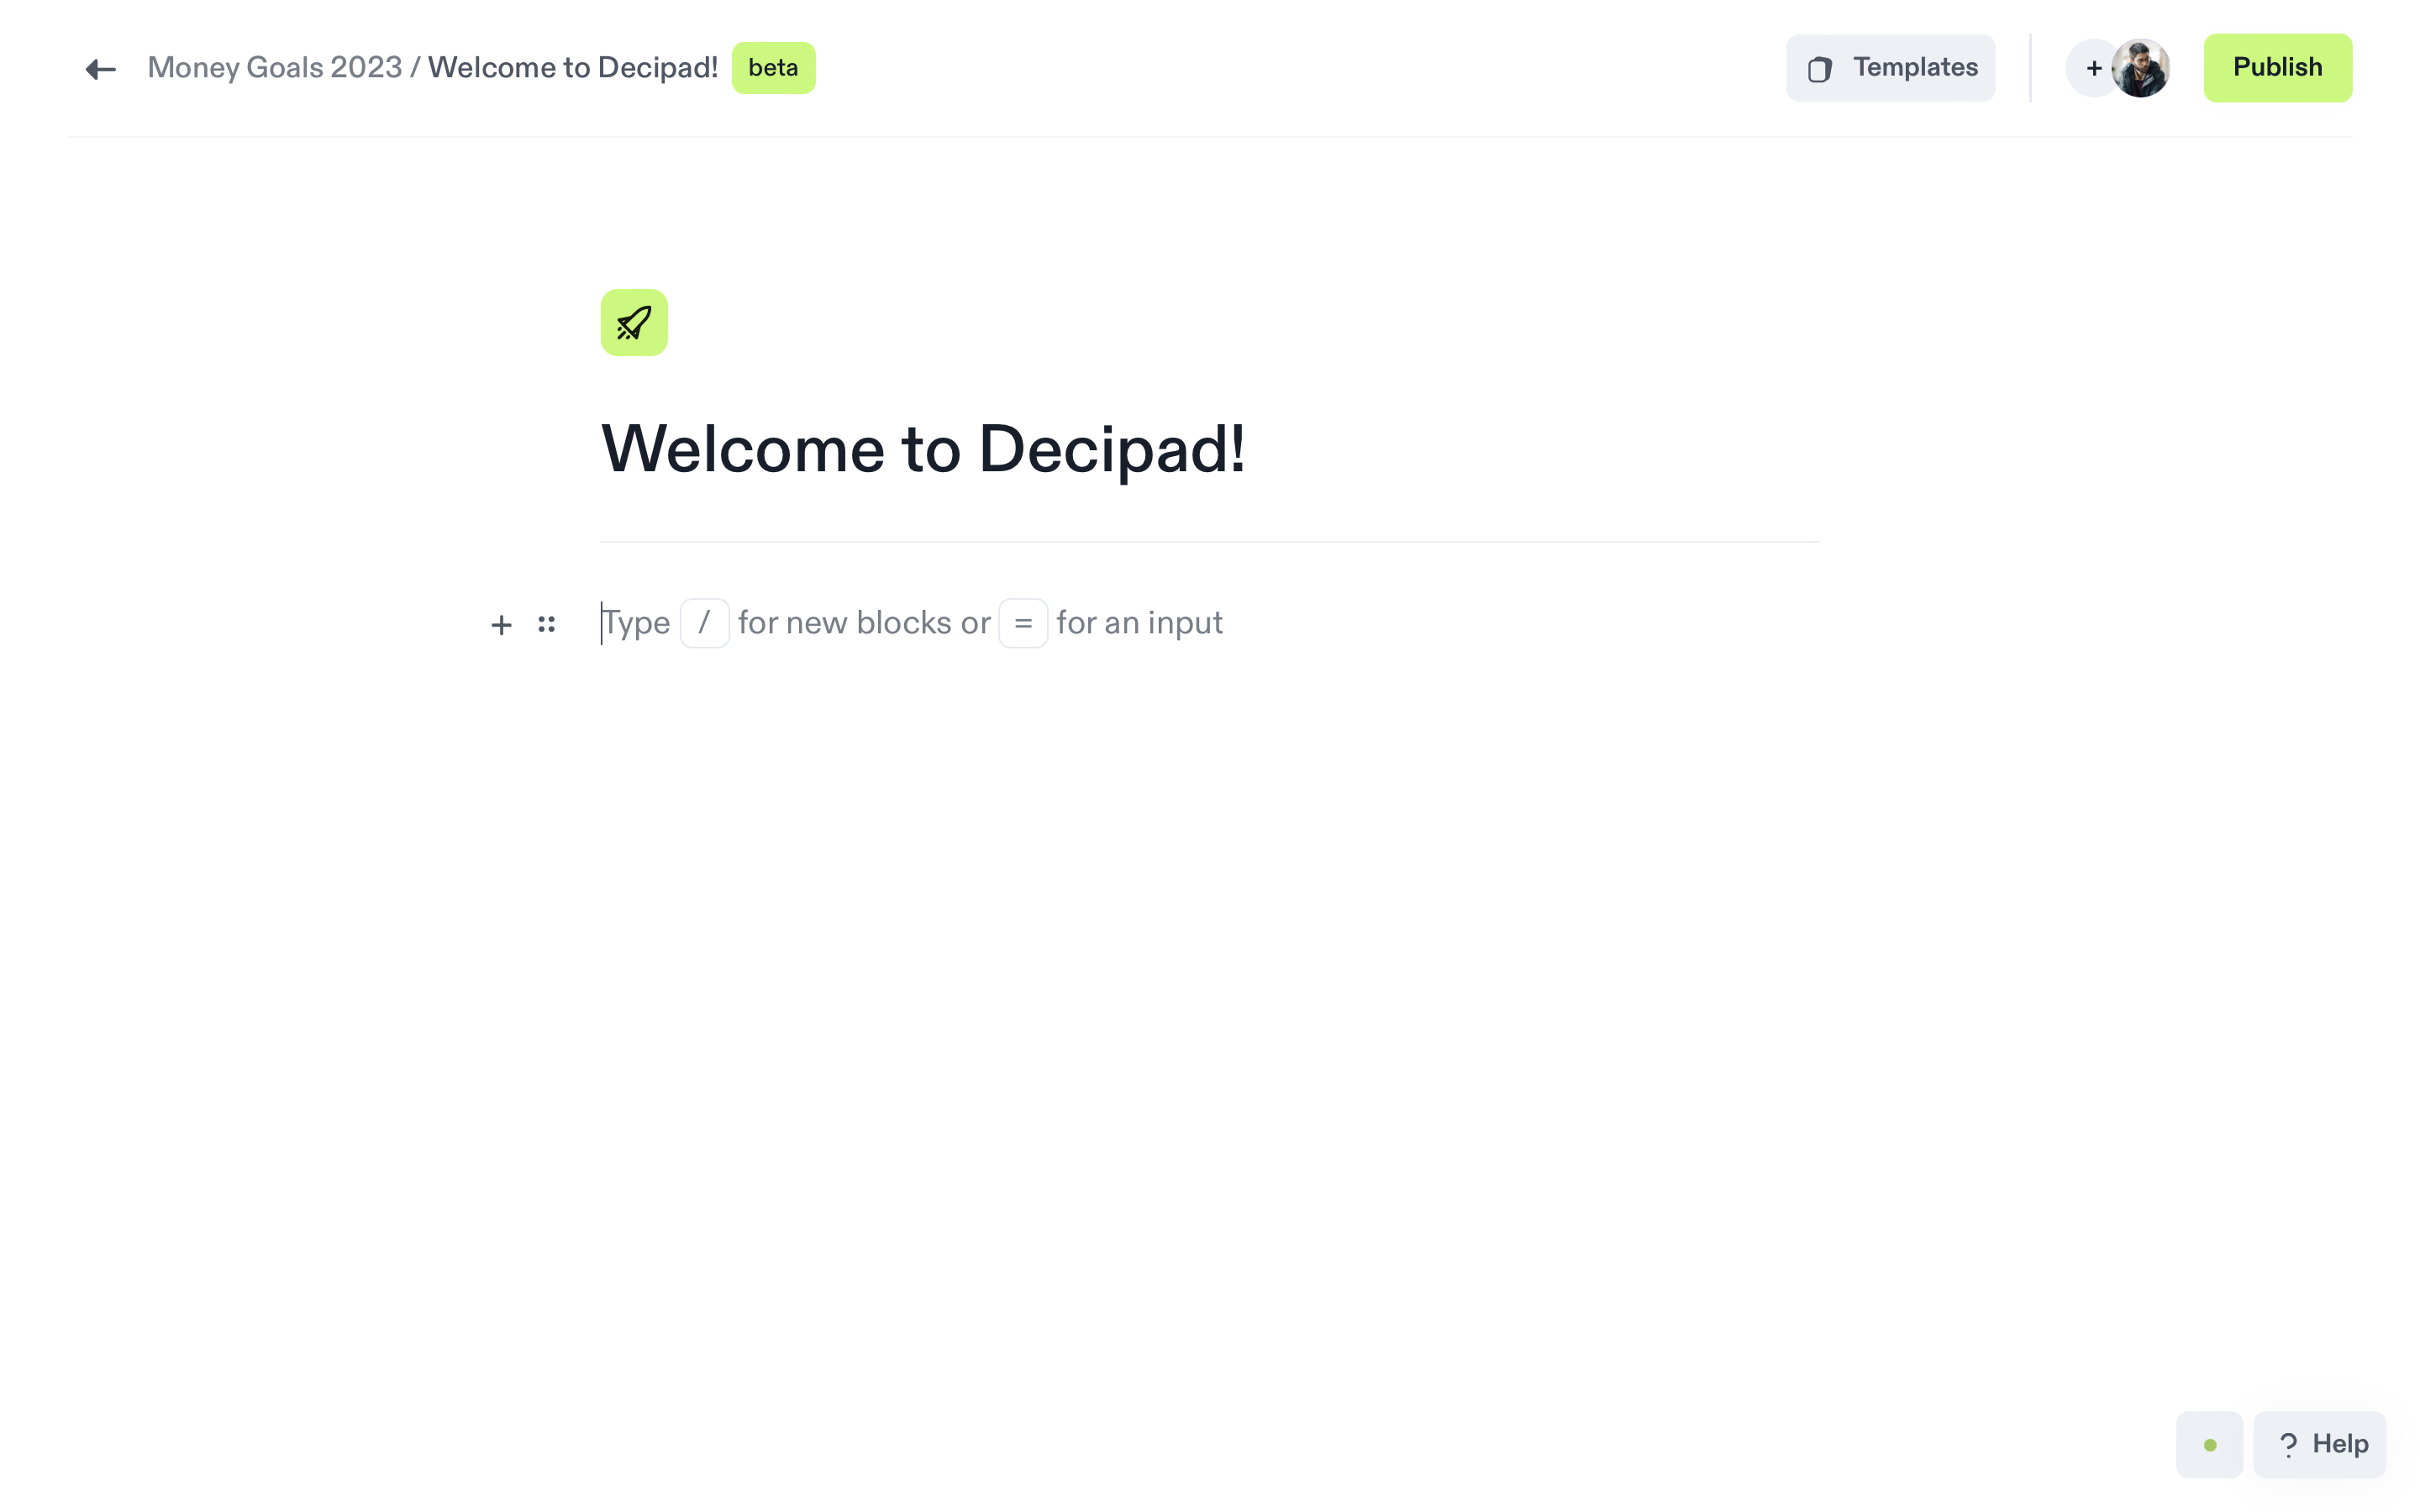 Money Goals 2023 / Welcome to Decipad! beta
Templates
+
Publish
Welcome to Decipad!
Type / for new blocks or = for an input
? Help